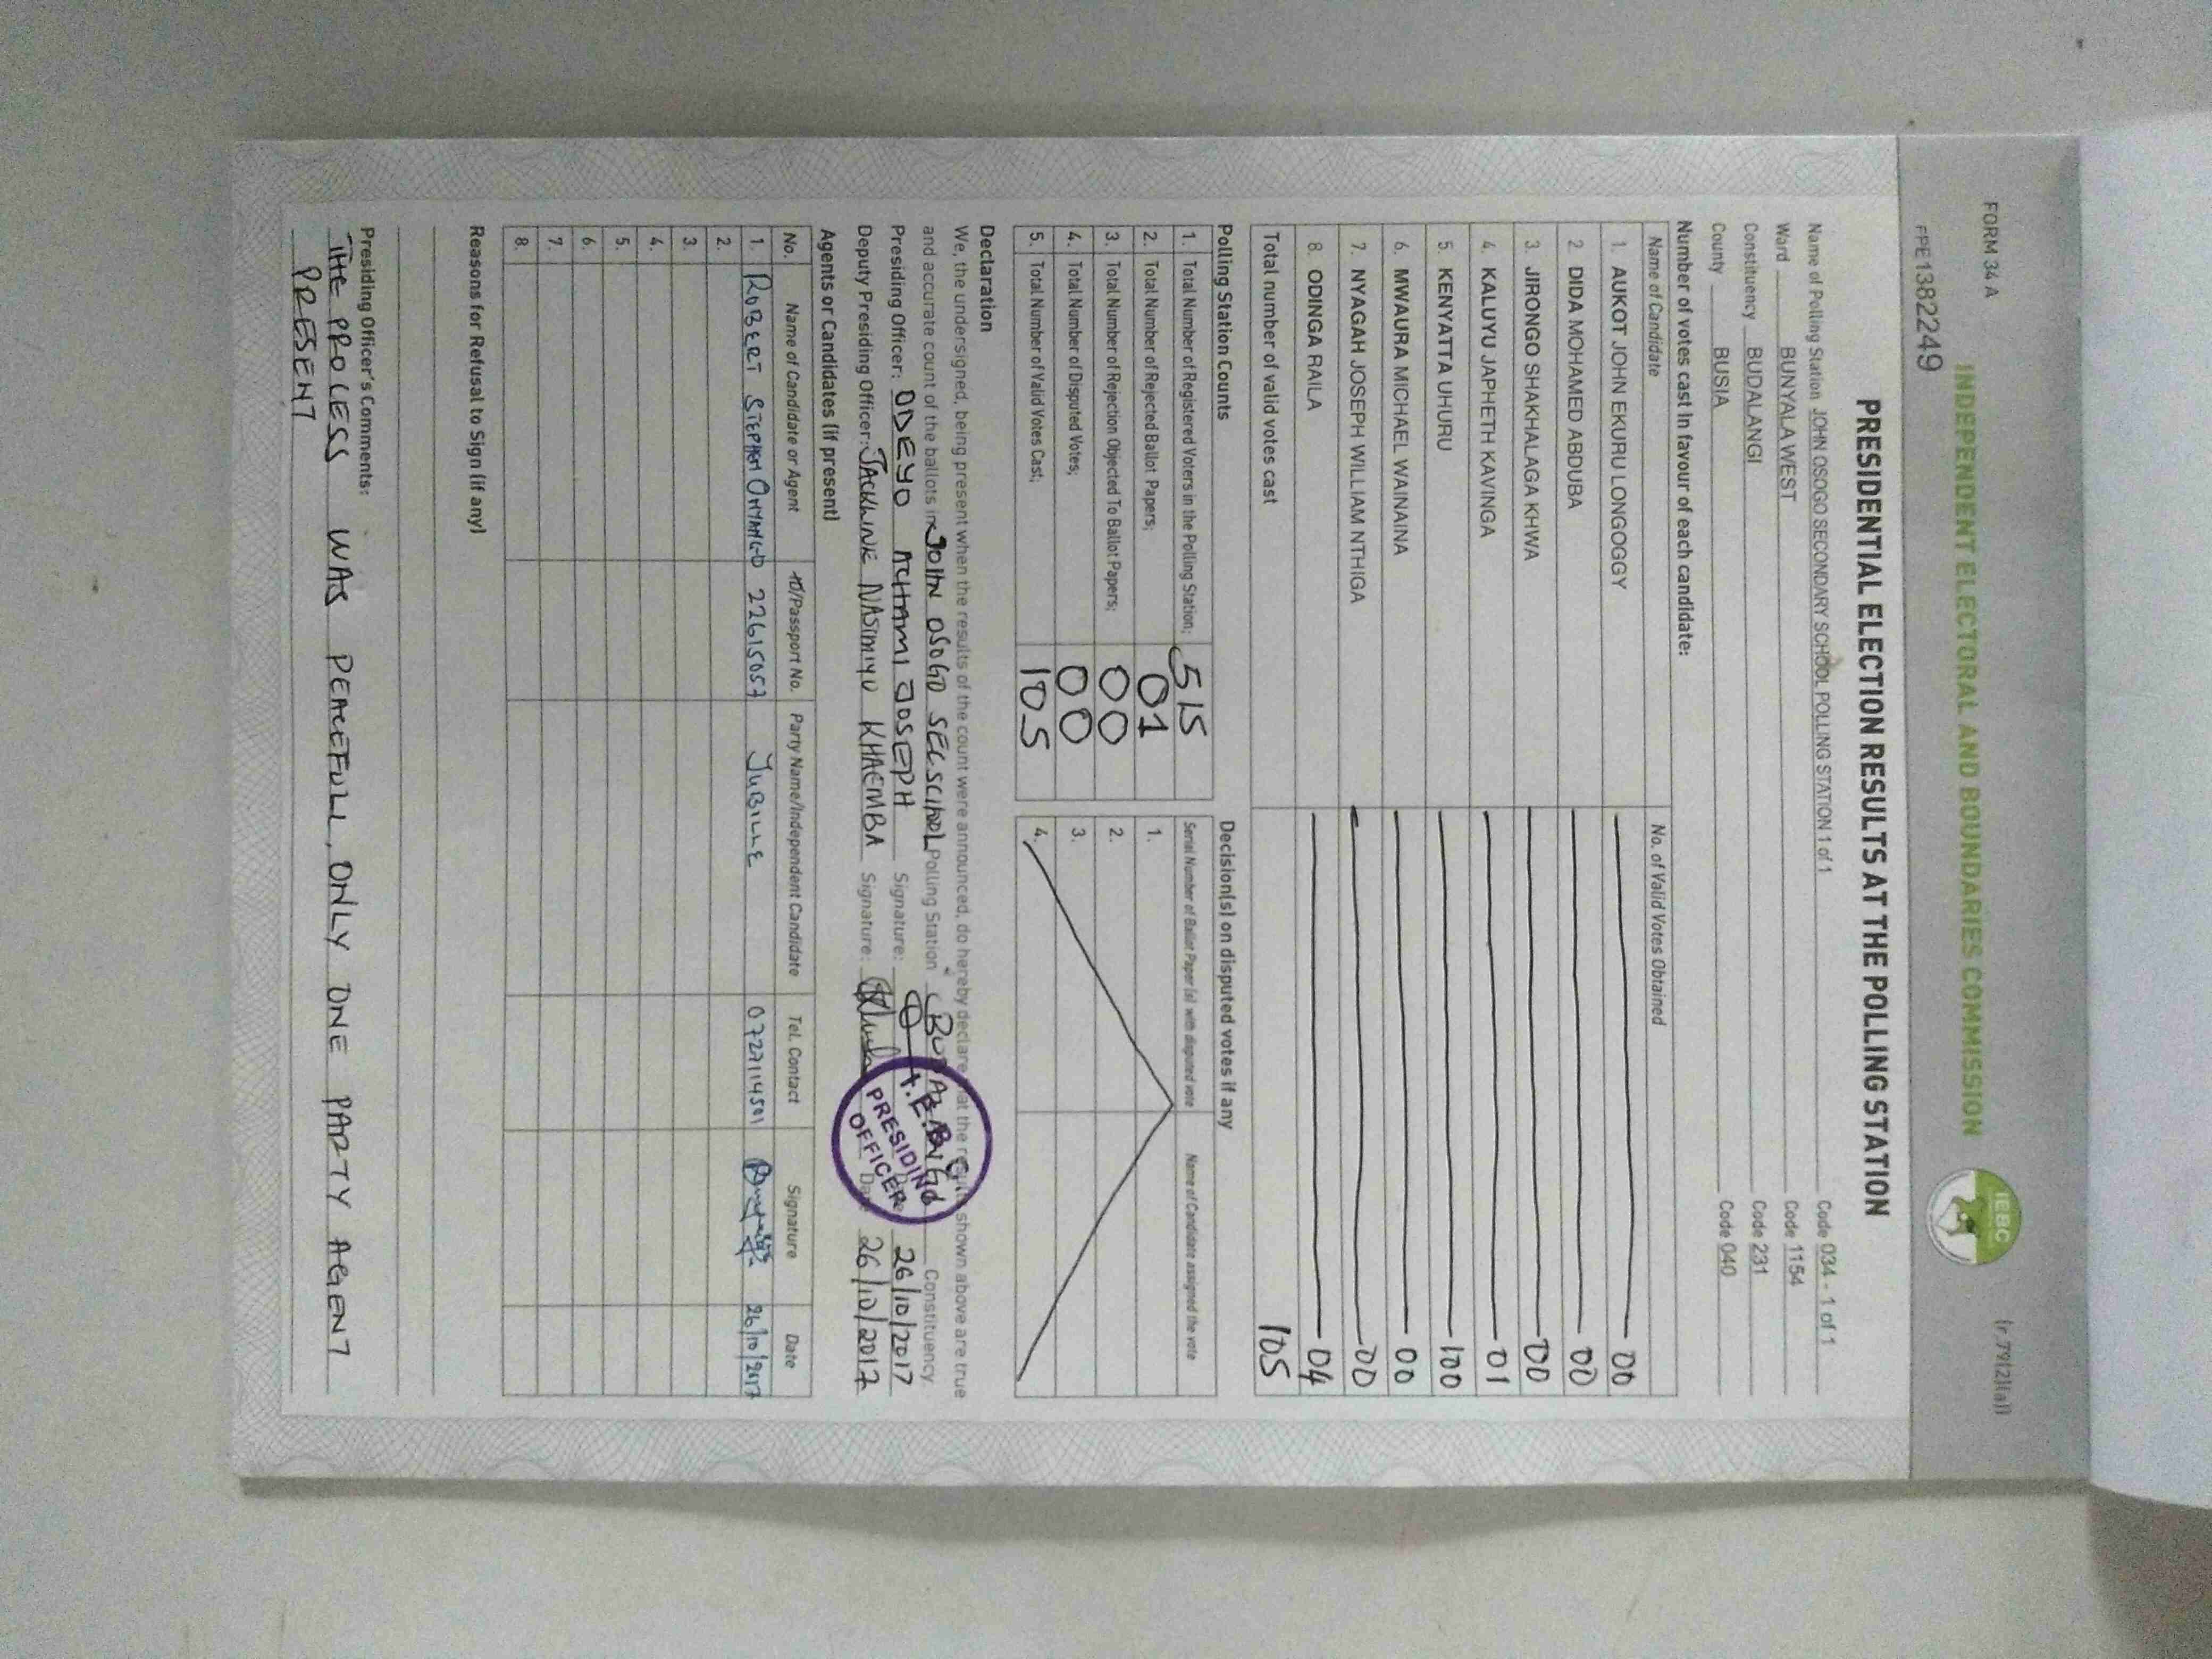 FORM 34 A
(r.79(2)(a))
INDEPENDENT ELECTORAL AND BOUNDARIES COMMISSION
IEBC
PPE1382249
PRESIDENTIAL ELECTION RESULTS AT THE POLLING STATION
Name of Polling Station JOHN OSOGO SECONDARY SCHOOL POLLING STATION 1 of 1 Code 034 - 1 of 1
Ward BUNYALA WEST Code 1154
Constituency BUDALANGI Code 231
County BUSIA Code 040
Number of votes cast in favour of each candidate:
Name of Candidate No. of Valid Votes Obtained
1. AUKOT JOHN EKURU LONGOGGY 00
2 DIDA MOHAMED ABDUBA 00
3. JIRONGO SHAKHALAGA KHWA 00
4. KALUYU JAPHETH KAVINGA 01
5. KENYATTA UHURU 100
6. MWAURA MICHAEL WAINAINA 00
7. NYAGAH JOSEPH WILLIAM NTHIGA 00
8. ODINGA RAILA 04
Total number of valid votes cast 105
Polling Station Counts
1. Total Number of Registered Voters in the Polling Station; 515
2. Total Number of Rejected Ballot Papers; 01
3. Total Number of Rejection Objected To Ballot Papers; 00
4. Total Number of Disputed Votes; 00
5. Total Number of Valid Votes Cast; 105
Decision(s) on disputed votes if any
Serial Number of Ballot Paper (s) with disputed vote Name of Candidate assigned the vote
1.
2.
3.
4.
Declaration
We, the undersigned, being present when the results of the count were announced, do hereby declare that the results shown above are true
and accurate count of the ballots in JOHN OSOGO SEC SCHOOL Polling Station BUDALANGI Constituency
Presiding Officer: ODEYO ACHAMI JOSEPH Signature: Date 26/10/2017
Deputy Presiding Officer: JACKLINE NASIMIYU KHAEMBA Signature: Date 26/10/2017
I.E.B.C
PRESIDING
OFFICER
Agents or Candidates (if present)
No. Name of Candidate or Agent ID/Passport No. Party Name/Independent Candidate Tel. Contact Signature Date
1. ROBERT STEPHEN ONYANGO 22615057 JUBILLE 0727114501 26/10/2017
2.
3.
4.
5.
6.
7.
8.
Reasons for Refusal to Sign (if any)
Presiding Officer's Comments:
THE PROCESS WAS PEACEFULL, ONLY ONE PARTY AGENT
PRESENT